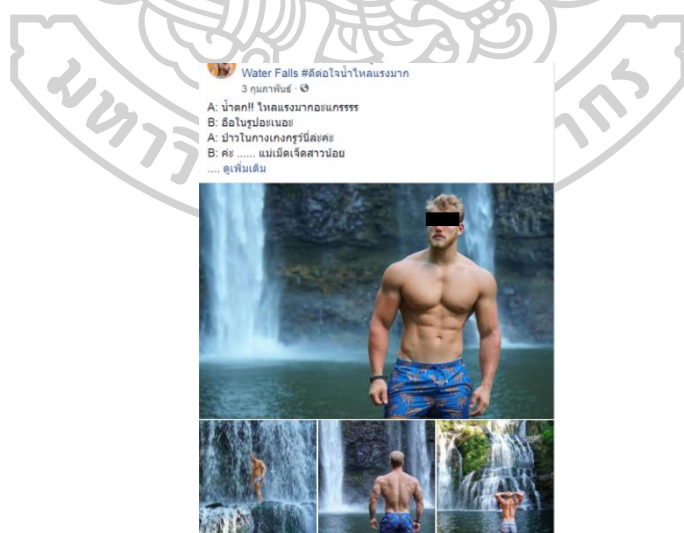 Water Falls #ดีต่อใจน้ำไหลแรงมาก
3 กุมภาพันธ์ ·
A: น้ำตก!! ไหลแรงมากอะแกรรรร
B: อือในรูปอะเนอะ
A: ป่าวในกางเกงกรูว์นี่ล่ะค่ะ
B: ค่ะ ...... แม่เม็ดเจ็ดสาวน้อย
.... ดูเพิ่มเติม